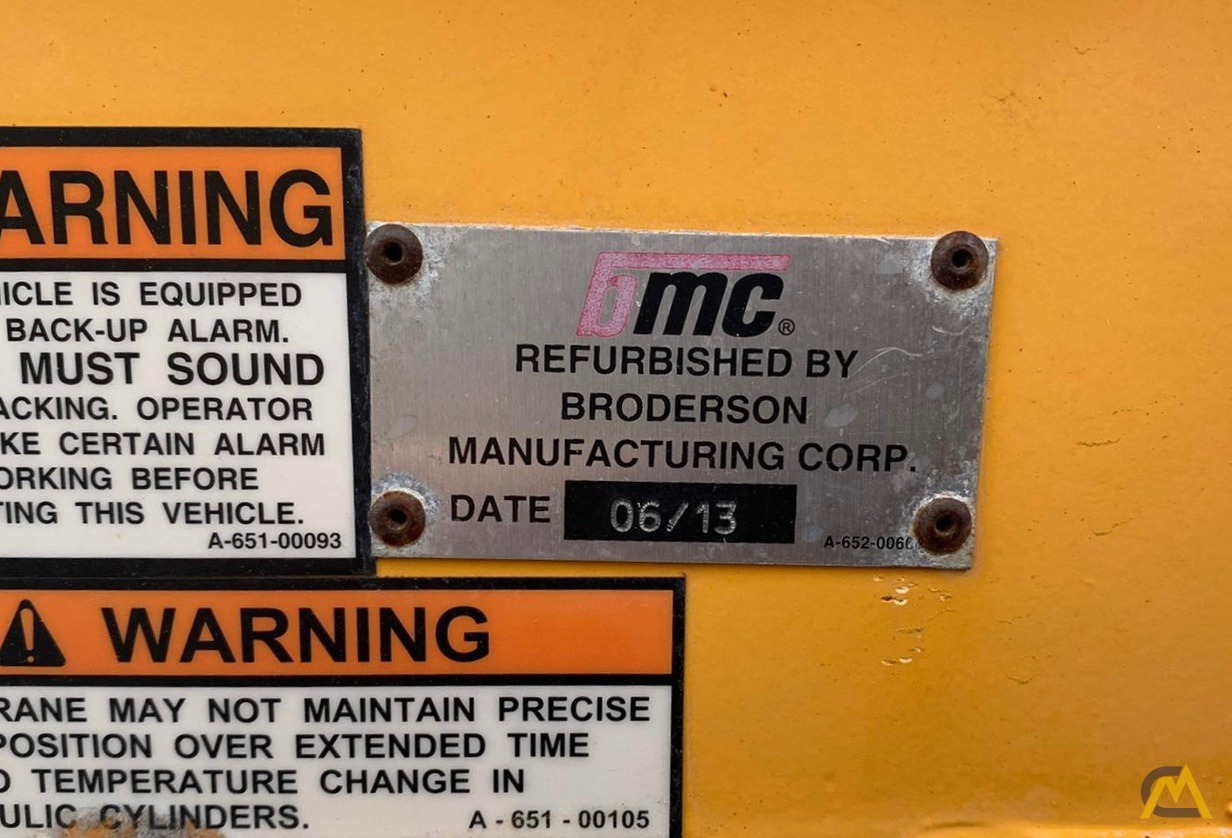 ARNING
ICLE IS EQUIPPED
BACK-UP ALARM.
MUST SOUND
ACKING. OPERATOR
KE CERTAIN ALARM
ORKING BEFORE
TING THIS VEHICLE.
A-651-00093
bmc®
REFURBISHED BY
BRODERSON
MANUFACTURING CORP.
DATE 06/13
A-652-006
WARNING
RANE MAY NOT MAINTAIN PRECISE
POSITION OVER EXTENDED TIME
TEMPERATURE CHANGE IN
ULIC CYLINDERS.
A - 651 - 00105